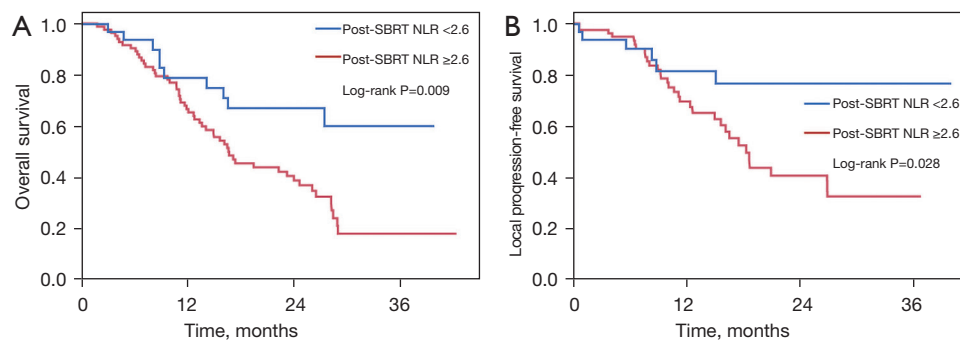 A
Overall survival
1.0
0.8
0.6
0.4
0.2
0.0
Post-SBRT NLR <2.6
Post-SBRT NLR ≥2.6
Log-rank P=0.009
0 12 24 36
Time, months
B
Local proqression-free survival
1.0
0.8
0.6
0.4
0.2
0.0
Post-SBRT NLR <2.6
Post-SBRT NLR ≥2.6
Log-rank P=0.028
0 12 24 36
Time, months